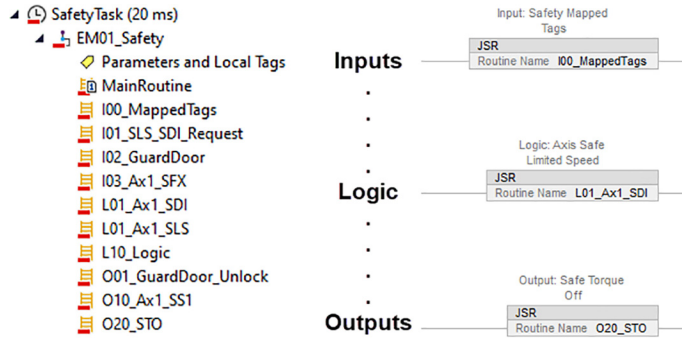 SafetyTask (20 ms)
EM01_Safety
Parameters and Local Tags
MainRoutine
I00_MappedTags
I01_SLS_SDI_Request
I02_GuardDoor
I03_Ax1_SFX
L01_Ax1_SDI
L01_Ax1_SLS
L10_Logic
O01_GuardDoor_Unlock
O10_Ax1_SS1
O20_STO
Inputs
Logic
Outputs
Input: Safety Mapped
Tags
JSR
Routine Name I00_MappedTags
Logic: Axis Safe
Limited Speed
JSR
Routine Name L01_Ax1_SDI
Output: Safe Torque
Off
JSR
Routine Name O20_STO